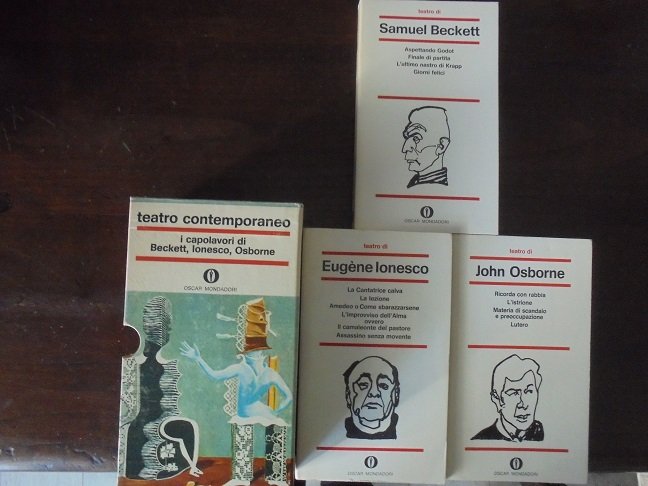 teatro di
Samuel Beckett
Aspettando Godot
Finale di partita
L'ultimo nastro di Krapp
Giorni felici
OSCAR MONDADORI
teatro contemporaneo
i capolavori di
Beckett, Ionesco, Osborne
OSCAR MONDADORI
teatro di
Eugène Ionesco
La Cantatrice calva
La lezione
Amedeo o Come sbarazzarsene
L'improvviso dell'Alma
ovvero
Il camaleonte del pastore
Assassino senza movente
OSCAR MONDADORI
teatro di
John Osborne
Ricorda con rabbia
L'istrione
Materia di scandalo
e preoccupazione
Lutero
OSCAR MONDADORI